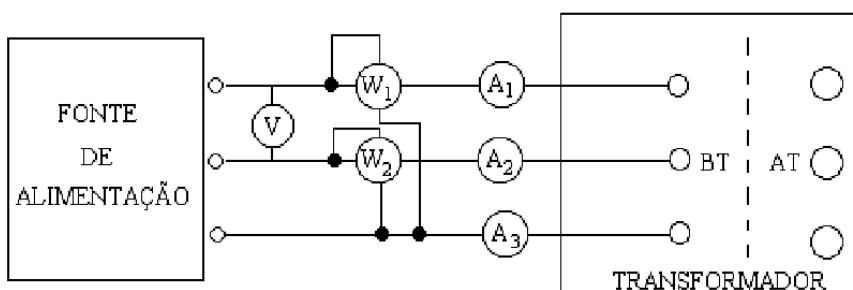 FONTE
DE
ALIMENTAÇÃO
V
W1
A1
W2
A2
A3
BT
AT
TRANSFORMADOR